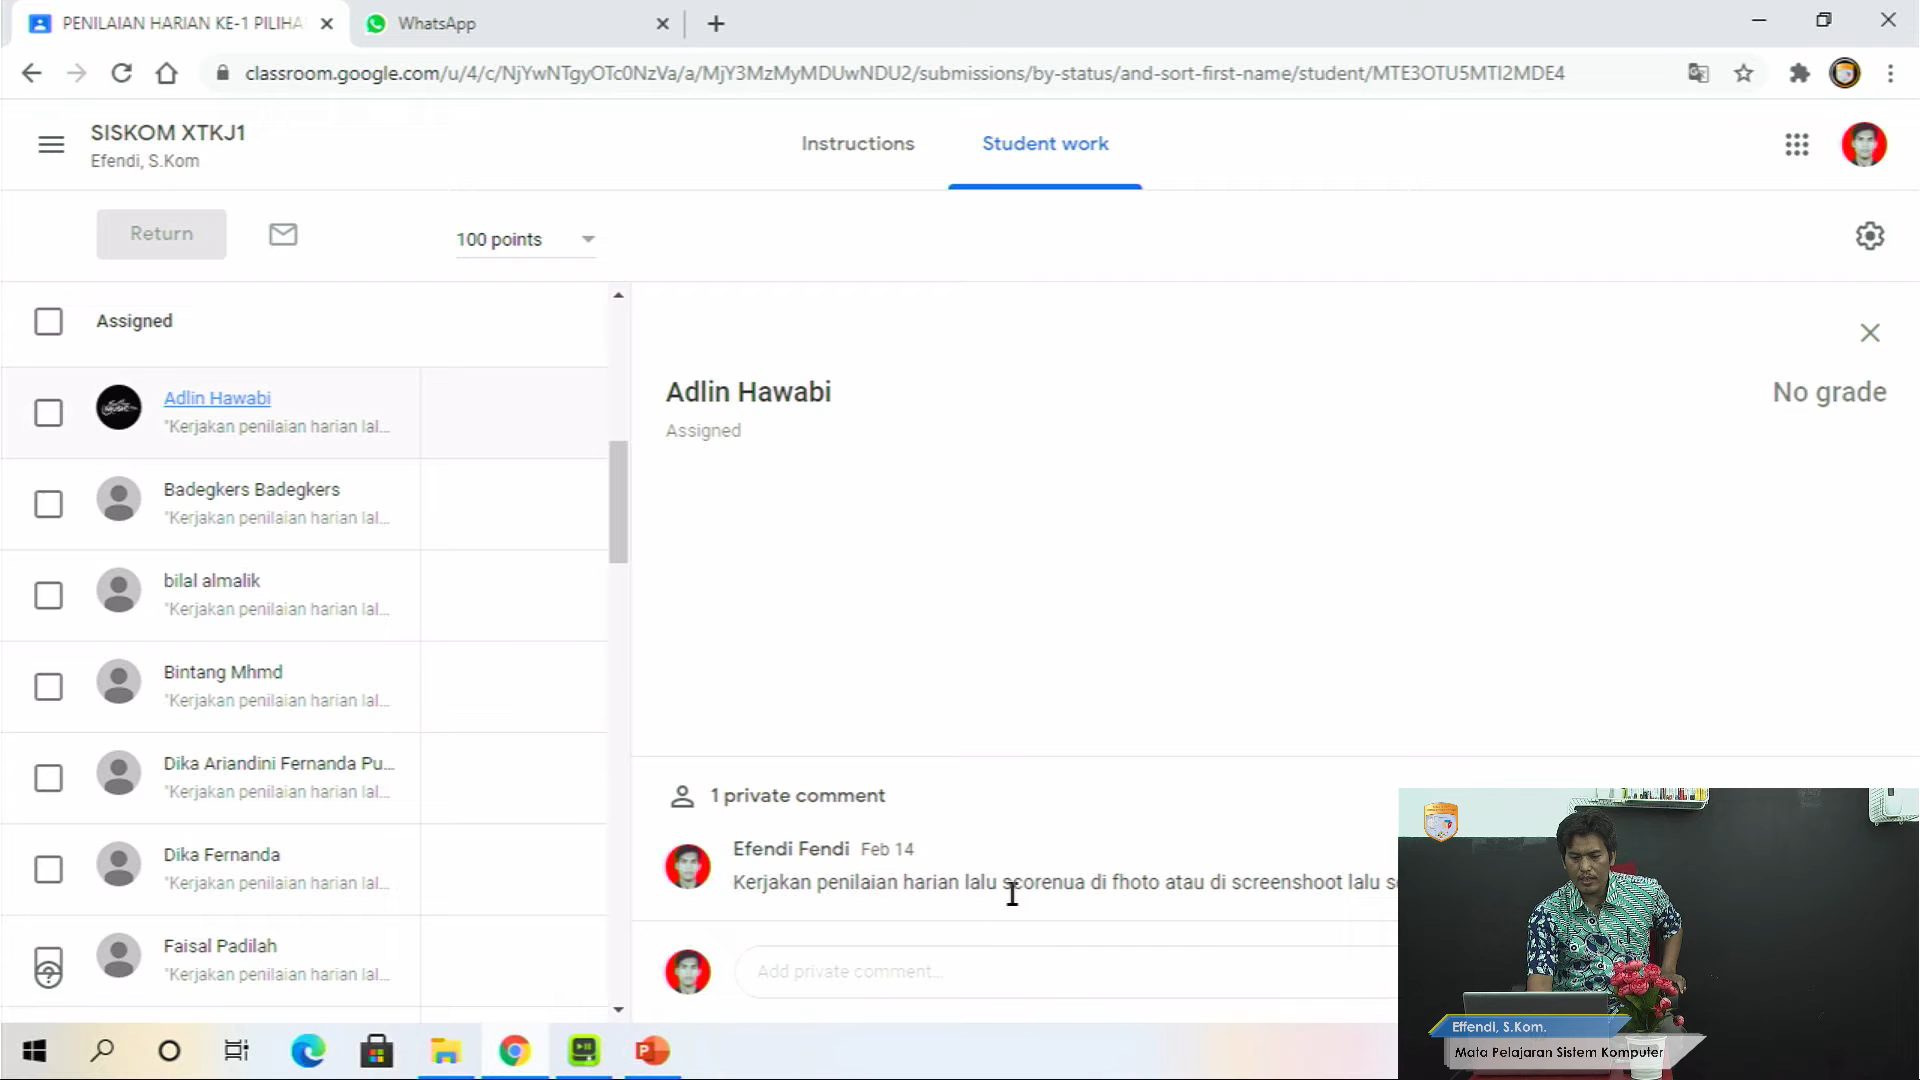 PENILAIAN HARIAN KE-1 PILIHA
WhatsApp
classroom.google.com/u/4/c/NjYwNTgyOTc0NzVa/a/MjY3MzMyMDUwNDU2/submissions/by-status/and-sort-first-name/student/MTE3OTU5MTI2MDE4
SISKOM XTKJ1
Efendi, S.Kom
Instructions
Student work
Return
100 points
Assigned
Adlin Hawabi
"Kerjakan penilaian harian lal...
Badegkers Badegkers
"Kerjakan penilaian harian lal...
bilal almalik
"Kerjakan penilaian harian lal...
Bintang Mhmd
"Kerjakan penilaian harian lal...
Dika Ariandini Fernanda Pu...
"Kerjakan penilaian harian lal...
Dika Fernanda
"Kerjakan penilaian harian lal...
Faisal Padilah
"Kerjakan penilaian harian lal...
Adlin Hawabi
No grade
Assigned
1 private comment
Efendi Fendi Feb 14
Kerjakan penilaian harian lalu scorenua di fhoto atau di screenshoot lalu
Add private comment...
Effendi, S.Kom.
Mata Pelajaran Sistem Komputer